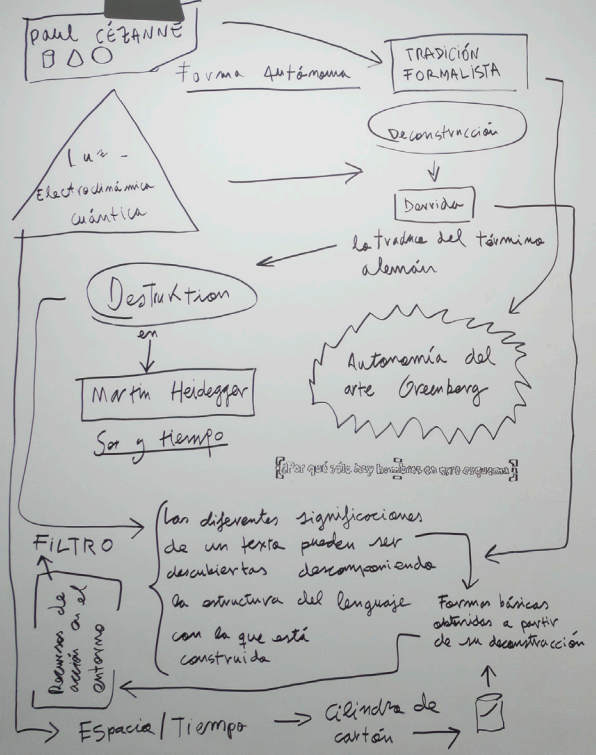 Paul CÉZANNE
Forma Autónoma
TRADICIÓN
FORMALISTA
Deconstrucción
Luz -
Electrodinámica
cuántica
Derrida
lo traduce del término
alemán
Destruktion
en
Martin Heidegger
Ser y tiempo
Autonomía del
arte Greenberg
¿Por qué sólo hay hombres en este esquema?
FILTRO
Las diferentes significaciones
de un texto pueden ser
descubiertas descomponiendo
la estructura del lenguaje
con la que está
construido
Formas básicas
obtenidas a partir
de su deconstrucción
Recursos de
acción en el
entorno
ESPACIO/TIEMPO
Cilindro de
cartón